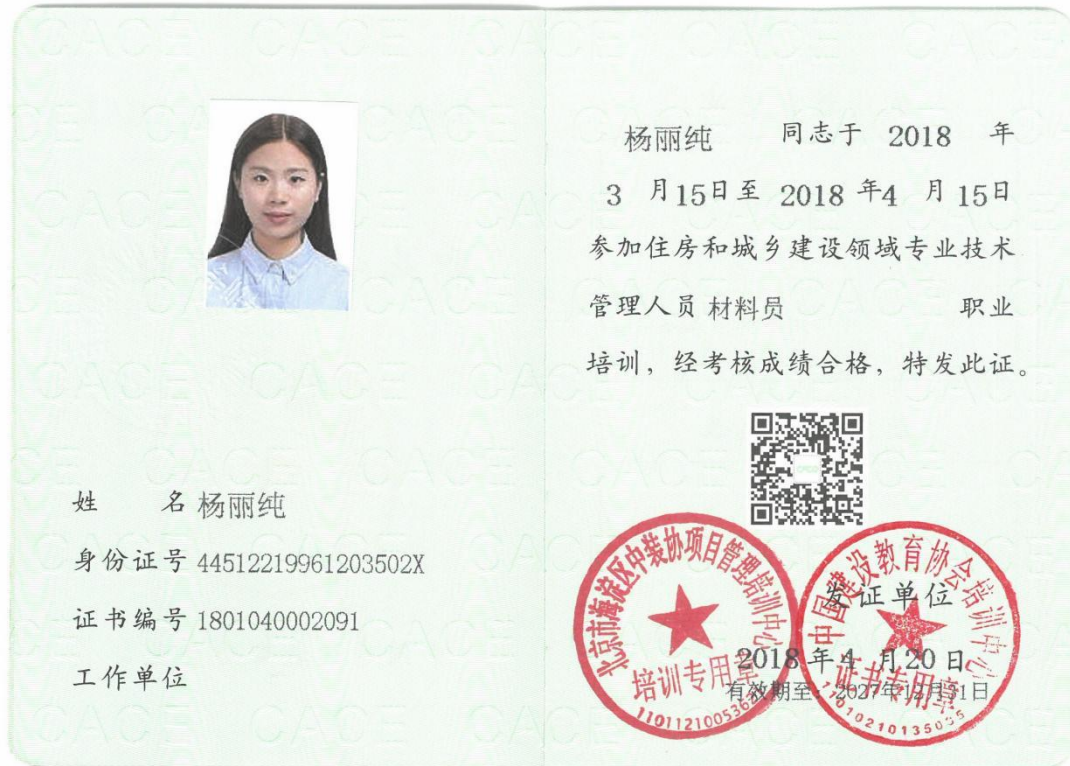 姓 名 杨丽纯
身份证号 44512219961203502X
证书编号 1801040002091
工作单位
杨丽纯 同志于 2018 年
3 月15日至 2018 年4 月 15日
参加住房和城乡建设领域专业技术
管理人员 材料员 职业
培训，经考核成绩合格，特发此证。
北京市海淀区中装协项目管理培训中心
培训专用章
中国建设教育协会培训中心
证书专用章
发证单位
2018 年 4 月 20 日
有效期至：2027年12月31日
CACE